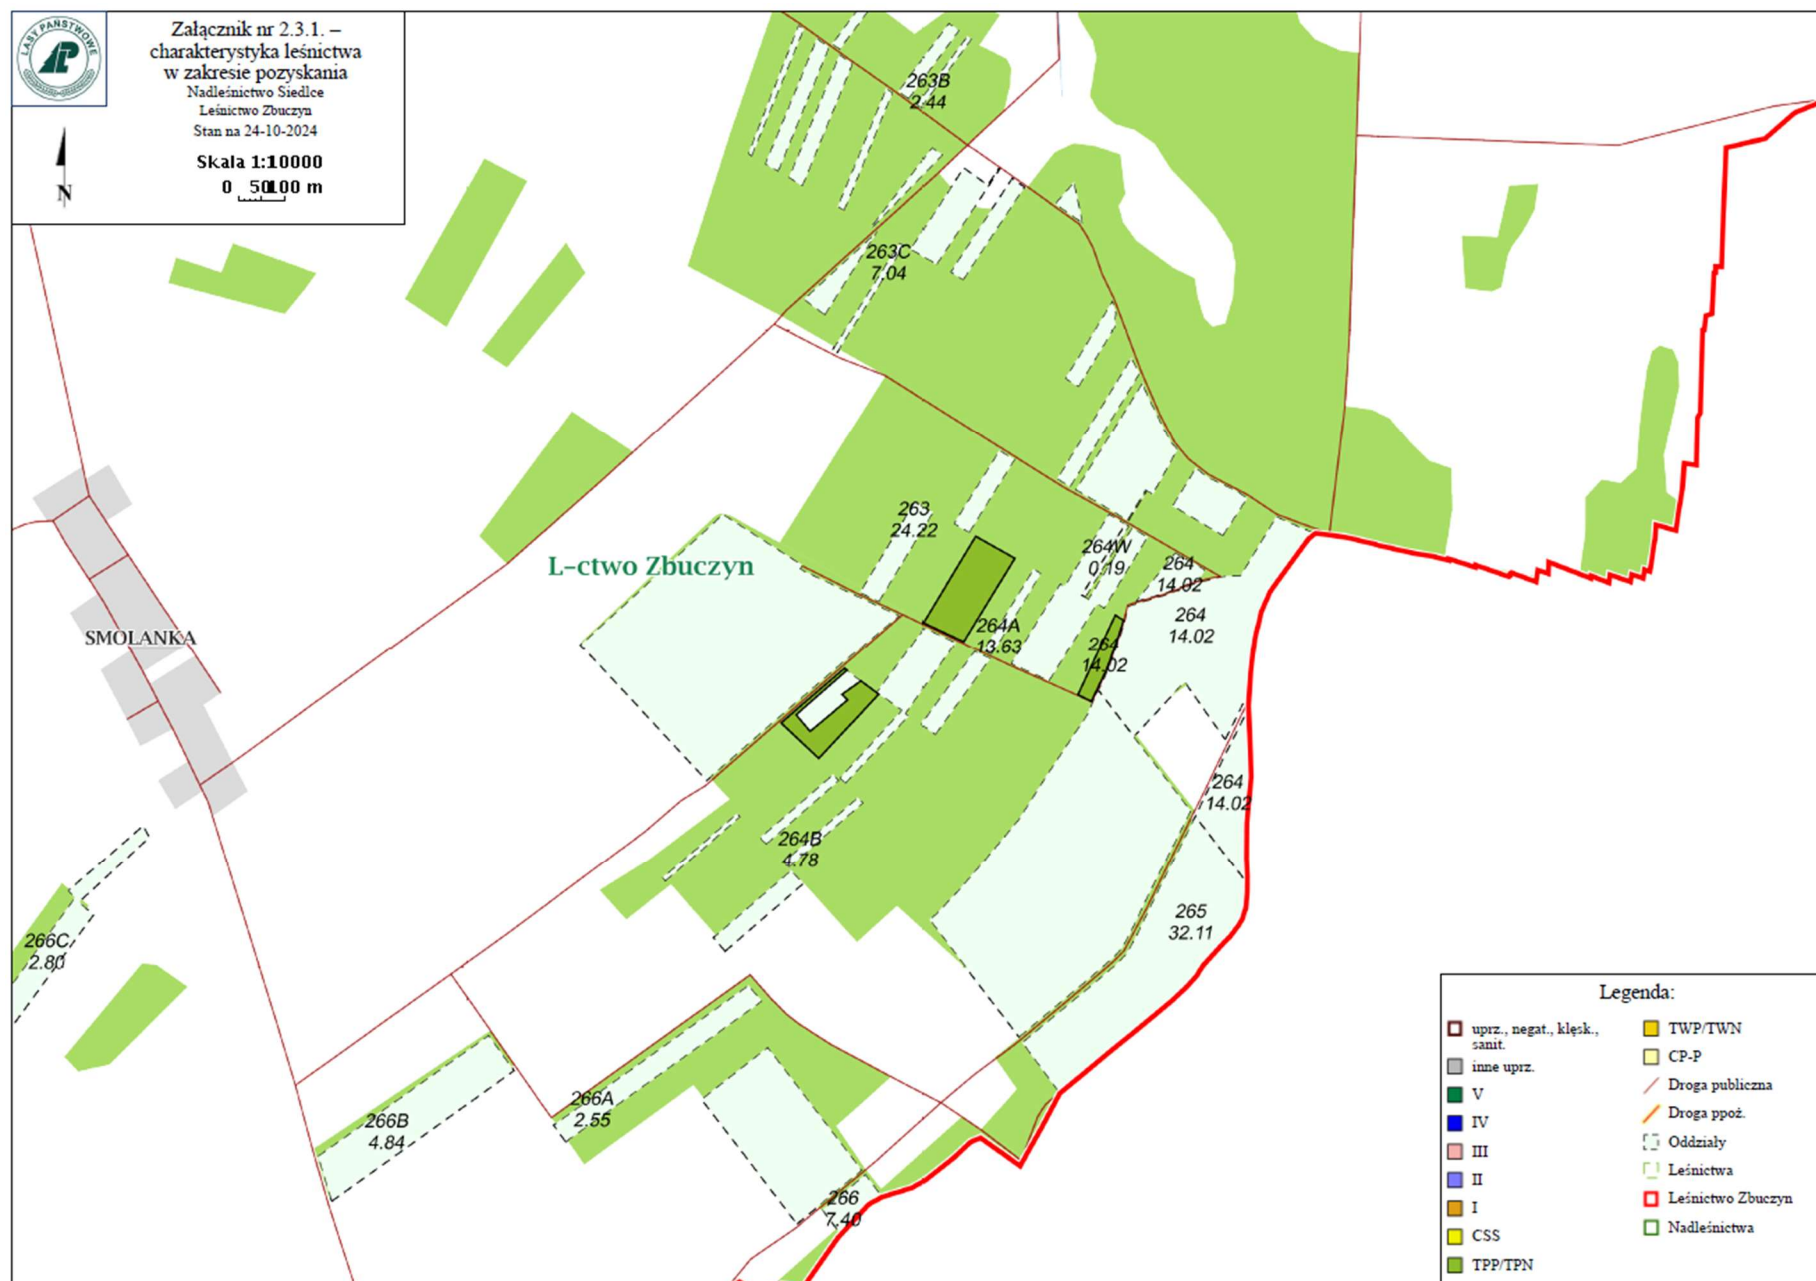 LASY PAŃSTWOWE
Załącznik nr 2.3.1. –
charakterystyka leśnictwa
w zakresie pozyskania
Nadleśnictwo Siedlce
Leśnictwo Zbuczyn
Stan na 24-10-2024
Skala 1:10000
0 50100 m
N
263B
2.44
263C
7.04
263
24.22
264W
0.19
264
14.02
264
14.02
L-ctwo Zbuczyn
264A
13.63
264
14.02
SMOLANKA
264
14.02
264B
4.78
265
32.11
266C
2.80
266A
2.55
266B
4.84
266
7.40
Legenda:
uprz., negat., klęsk.,
sanit.
inne uprz.
V
IV
III
II
I
CSS
TPP/TPN
TWP/TWN
CP-P
Droga publiczna
Droga ppoż.
Oddziały
Leśnictwa
Leśnictwo Zbuczyn
Nadleśnictwa